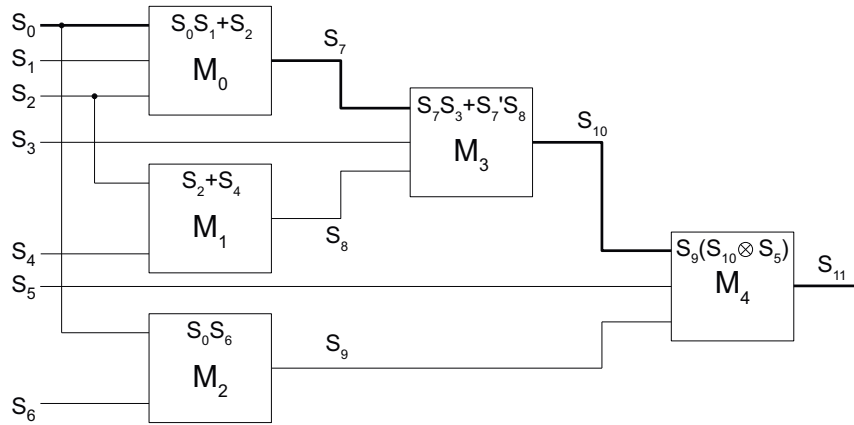 S₀
S₁
S₂
S₃
S₄
S₅
S₆
S₀S₁+S₂
M₀
S₇
S₂+S₄
M₁
S₈
S₀S₆
M₂
S₉
S₇S₃+S₇'S₈
M₃
S₁₀
S₉(S₁₀⊗S₅)
M₄
S₁₁